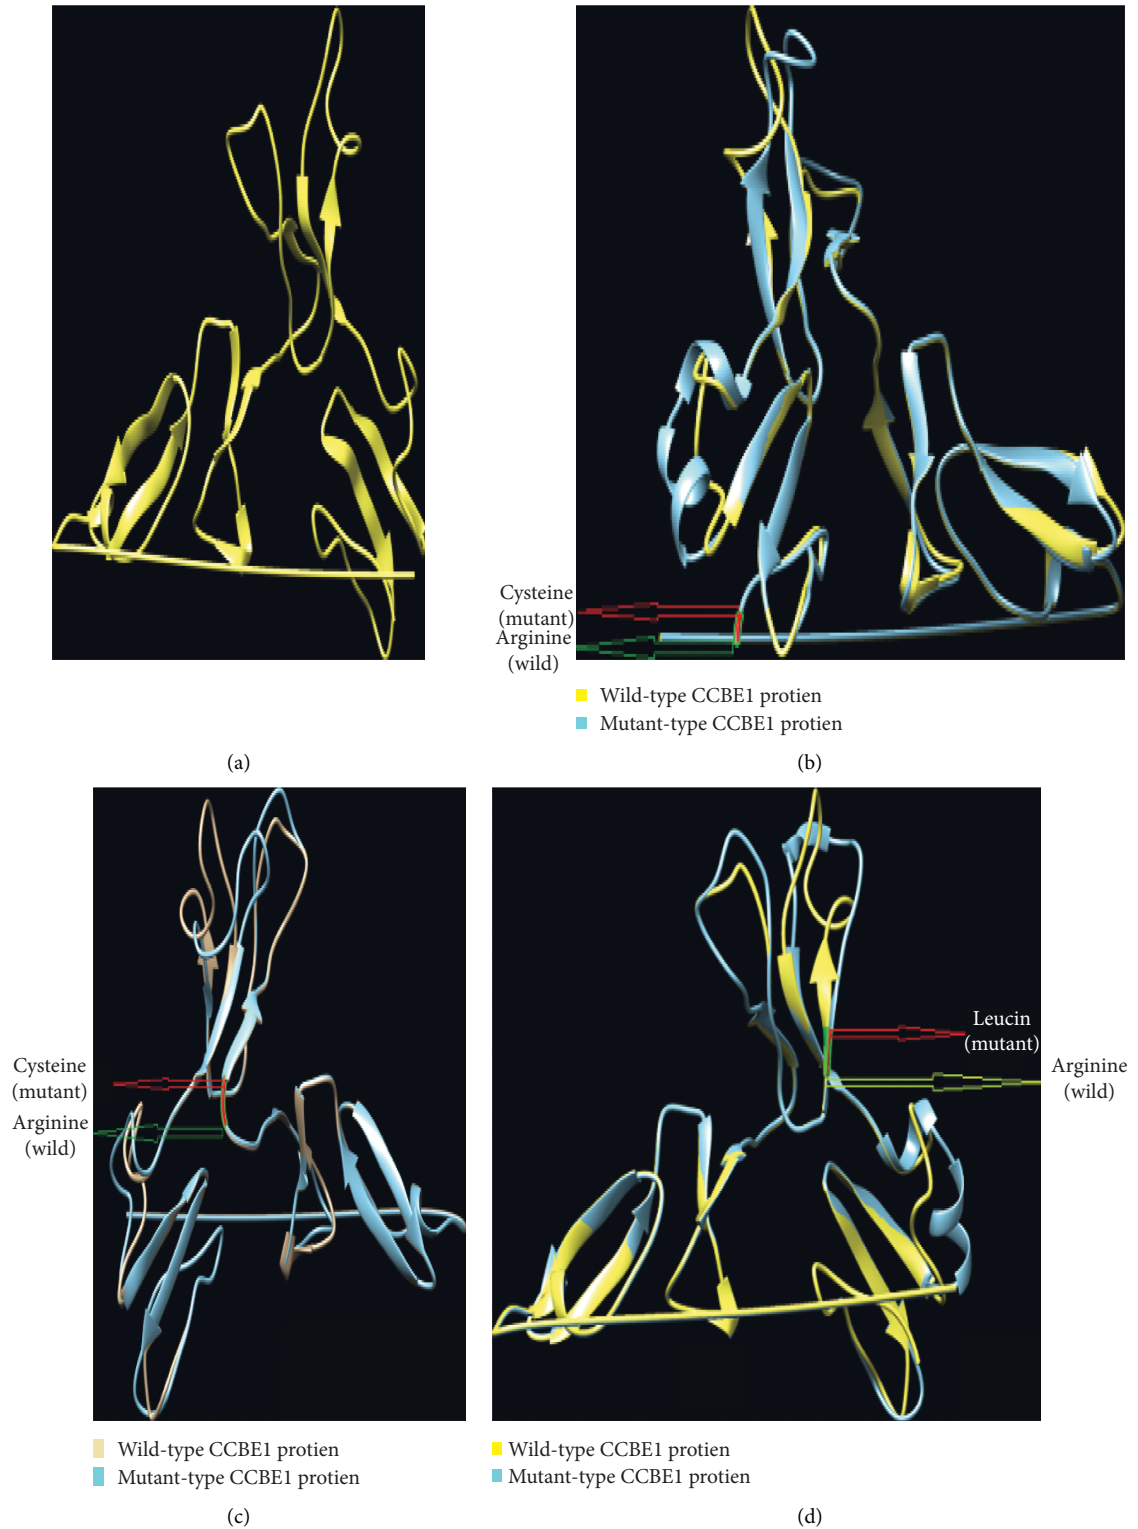 Cysteine
(mutant)
Arginine
(wild)
Wild-type CCBE1 protien
Mutant-type CCBE1 protien
(a)
(b)
Cysteine
(mutant)
Arginine
(wild)
Leucin
(mutant)
Arginine
(wild)
Wild-type CCBE1 protien
Mutant-type CCBE1 protien
Wild-type CCBE1 protien
Mutant-type CCBE1 protien
(c)
(d)